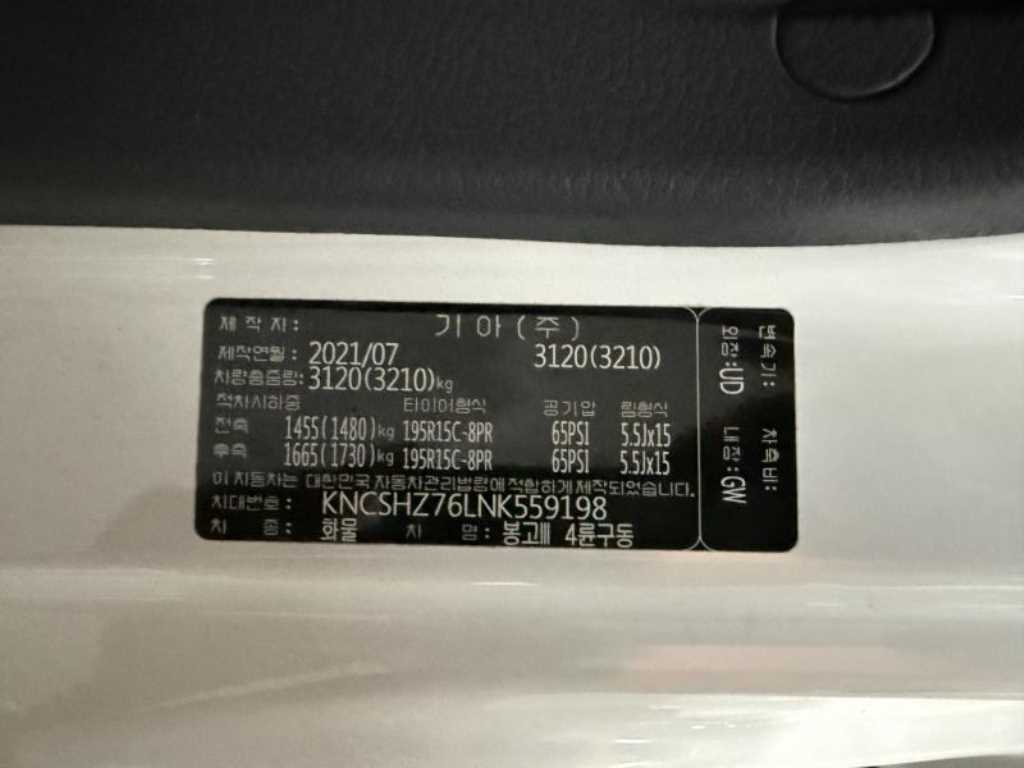 제 작 자 : 기 아 ( 주 )
제작연월 : 2021/07 3120(3210)
차량총중량: 3120(3210)kg
적차시하중 타이어형식 공기압 림형식
전축 1455(1480)kg 195R15C-8PR 65PSI 5.5Jx15
후축 1665(1730)kg 195R15C-8PR 65PSI 5.5Jx15
이 자동차는 대한민국 자동차관리법령에 적합하게 제작되었습니다.
차대번호 : KNCSHZ76LNK559198
차 종 : 화물 차 명 : 봉고Ⅲ 4륜구동
변속기: 차축비:
외장:UD 내장:GW